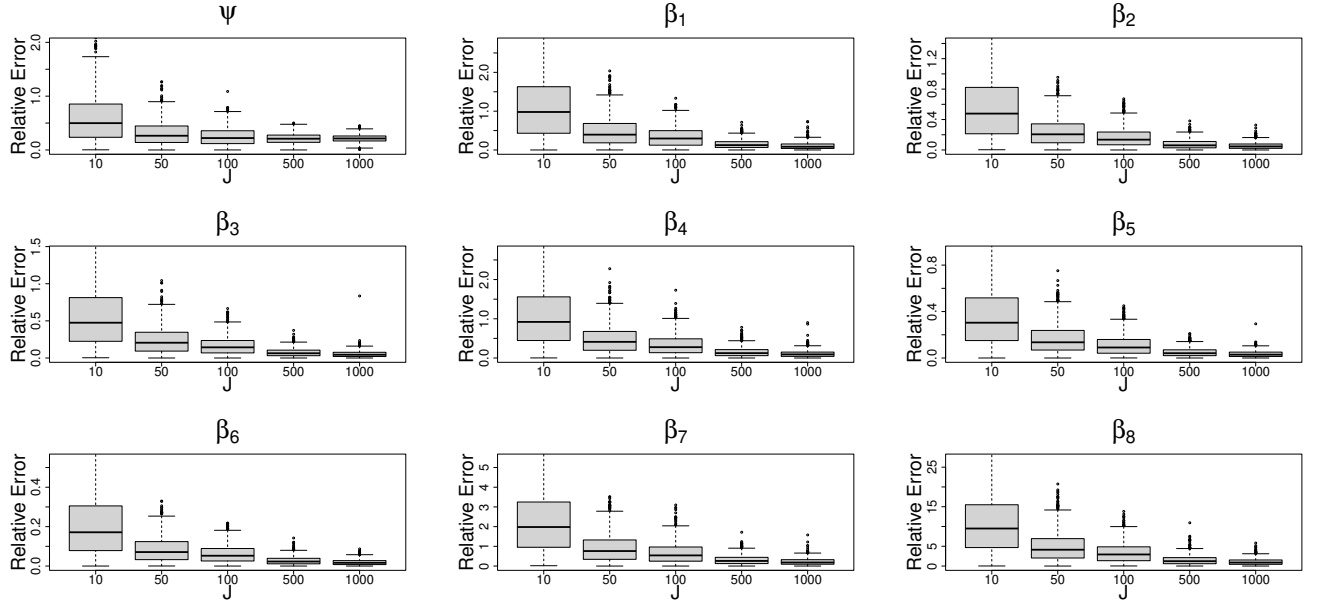 ψ
Relative Error
0.0 1.0 2.0
10 50 100 500 1000
J
β1
Relative Error
0.0 1.0 2.0
10 50 100 500 1000
J
β2
Relative Error
0.0 0.4 0.8 1.2
10 50 100 500 1000
J
β3
Relative Error
0.0 0.5 1.0 1.5
10 50 100 500 1000
J
β4
Relative Error
0.0 1.0 2.0
10 50 100 500 1000
J
β5
Relative Error
0.0 0.4 0.8
10 50 100 500 1000
J
β6
Relative Error
0.0 0.2 0.4
10 50 100 500 1000
J
β7
Relative Error
0 1 2 3 4 5
10 50 100 500 1000
J
β8
Relative Error
0 5 15 25
10 50 100 500 1000
J